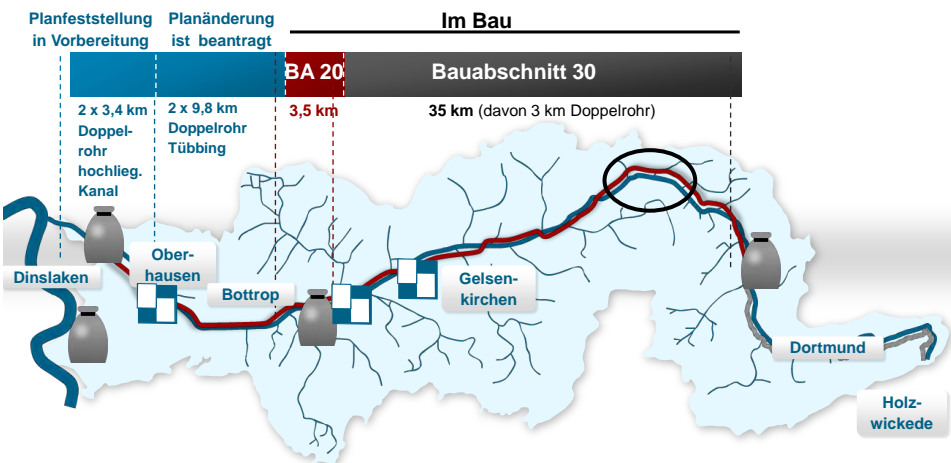 Planfeststellung
in Vorbereitung
Planänderung
ist beantragt
Im Bau
BA 20
Bauabschnitt 30
2 x 3,4 km
Doppel-
rohr
hochlieg.
Kanal
2 x 9,8 km
Doppelrohr
Tübbing
3,5 km
35 km (davon 3 km Doppelrohr)
Dinslaken
Ober-
hausen
Bottrop
Gelsen-
kirchen
Dortmund
Holz-
wickede